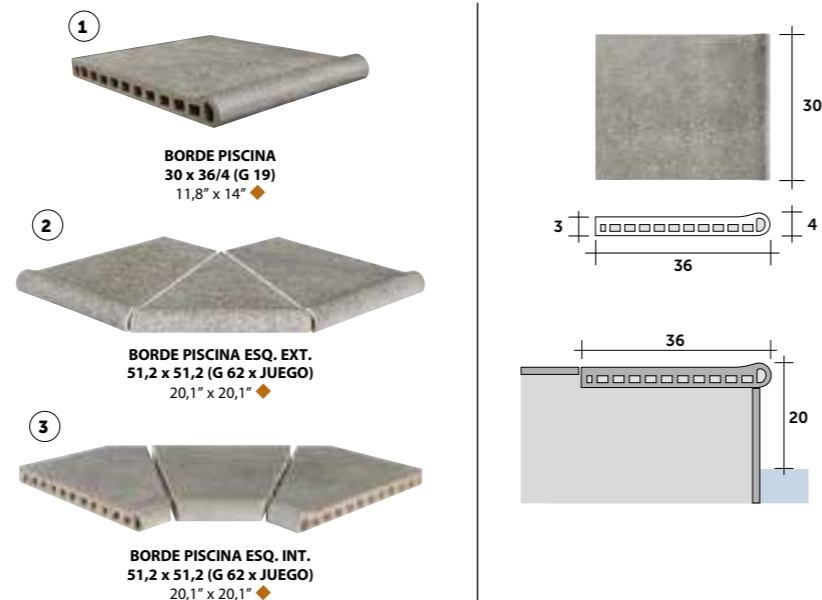 1
BORDE PISCINA
30 x 36/4 (G 19)
11,8” x 14”
2
BORDE PISCINA ESQ. EXT.
51,2 x 51,2 (G 62 x JUEGO)
20,1” x 20,1”
3
BORDE PISCINA ESQ. INT.
51,2 x 51,2 (G 62 x JUEGO)
20,1” x 20,1”
30
3
4
36
36
20